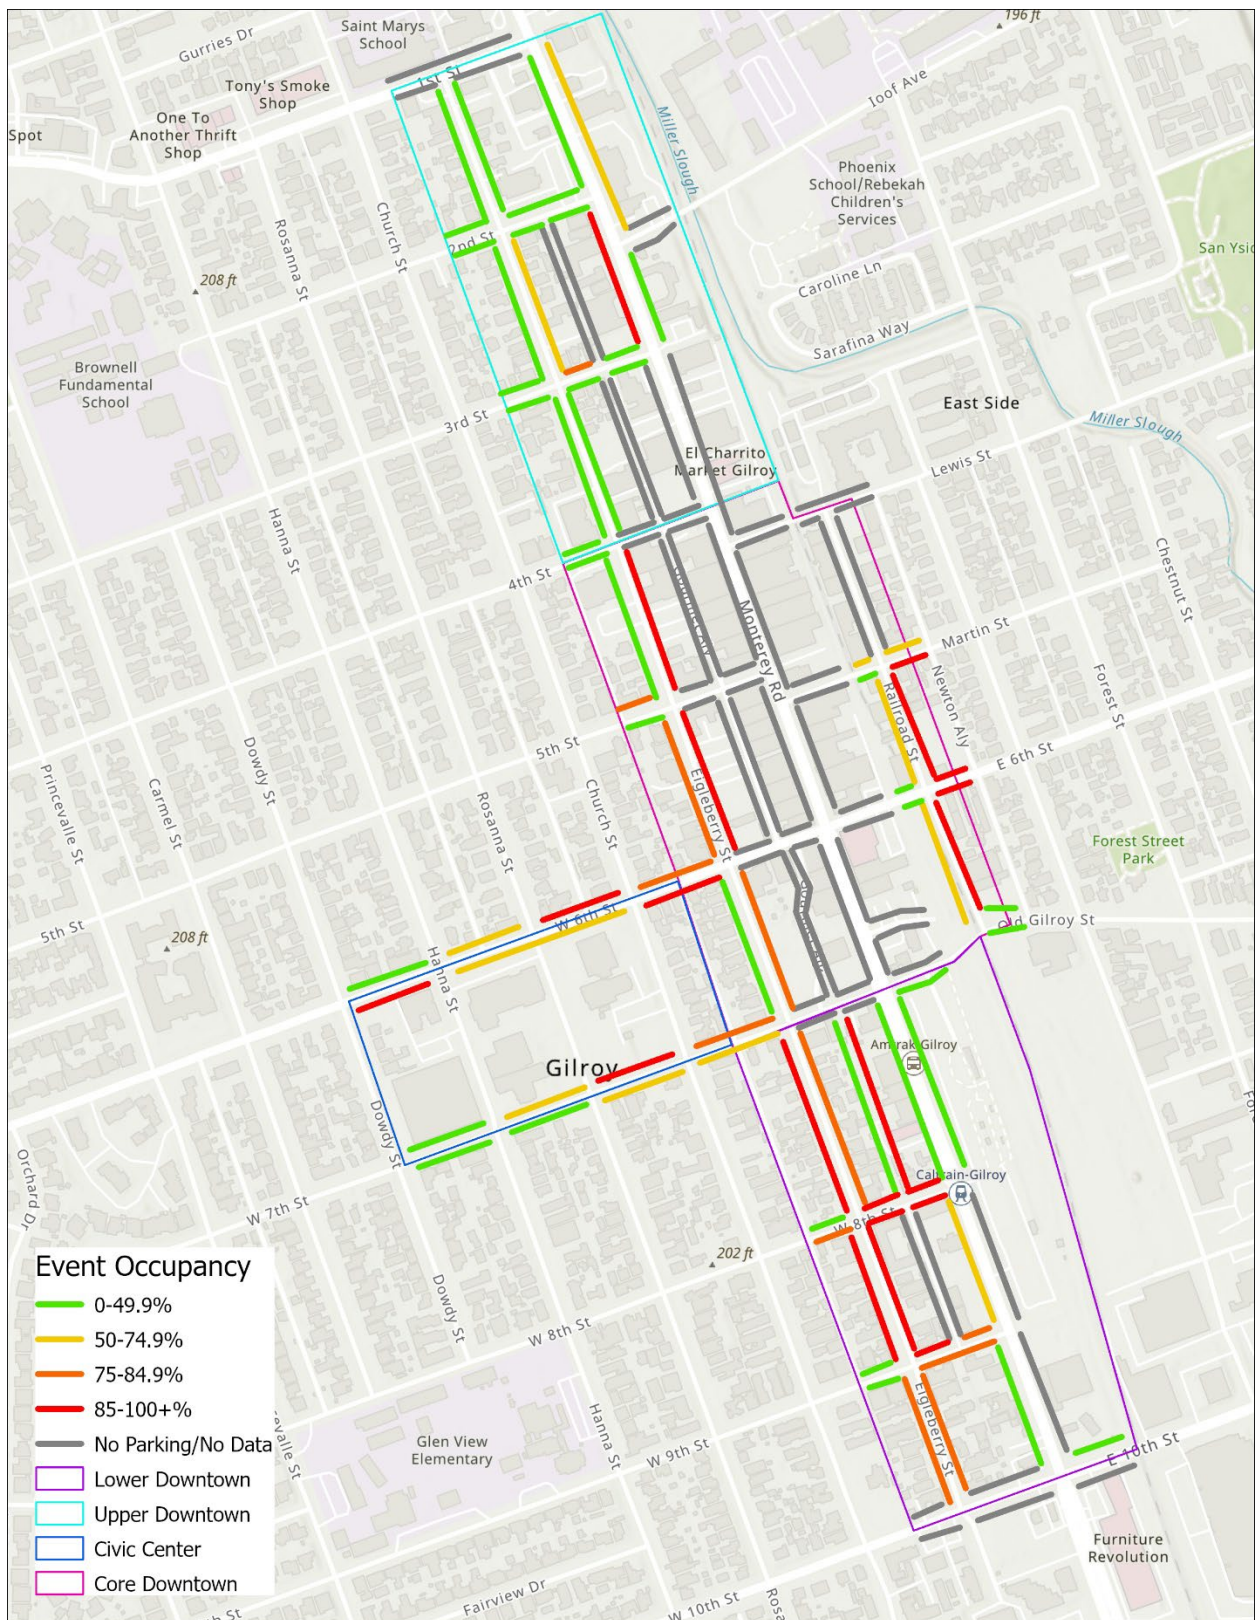 196 ft
Saint Marys
School
Gurries Dr
1st St
Tony's Smoke
Shop
Ioof Ave
One To
Another Thrift
Shop
Spot
Miller Slough
Phoenix
School/Rebekah
Children's
Services
Church St
Rosanna St
2nd St
San Ysid
208 ft
Caroline Ln
Sarafina Way
Brownell
Fundamental
School
East Side
3rd St
Miller Slough
El Charrito
Market Gilroy
Lewis St
Hanna St
4th St
Chestnut St
Monterey Rd
Martin St
Newton Aly
Forest St
Railroad St
5th St
E 6th St
Dowdy St
Princevalle St
Carmel St
Eigleberry St
Church St
Rosanna St
Forest Street
Park
W 6th St
Old Gilroy St
5th St
208 ft
Hanna St
Amtrak-Gilroy
Gilroy
Dowdy St
Orchard Dr
Caltrain-Gilroy
W 7th St
W 8th St
202 ft
Event Occupancy
0-49.9%
50-74.9%
75-84.9%
85-100+%
No Parking/No Data
Lower Downtown
Upper Downtown
Civic Center
Core Downtown
Dowdy St
W 8th St
Eigleberry St
Hanna St
Glen View
Elementary
W 9th St
E 10th St
Furniture
Revolution
Fairview Dr
W 10th St